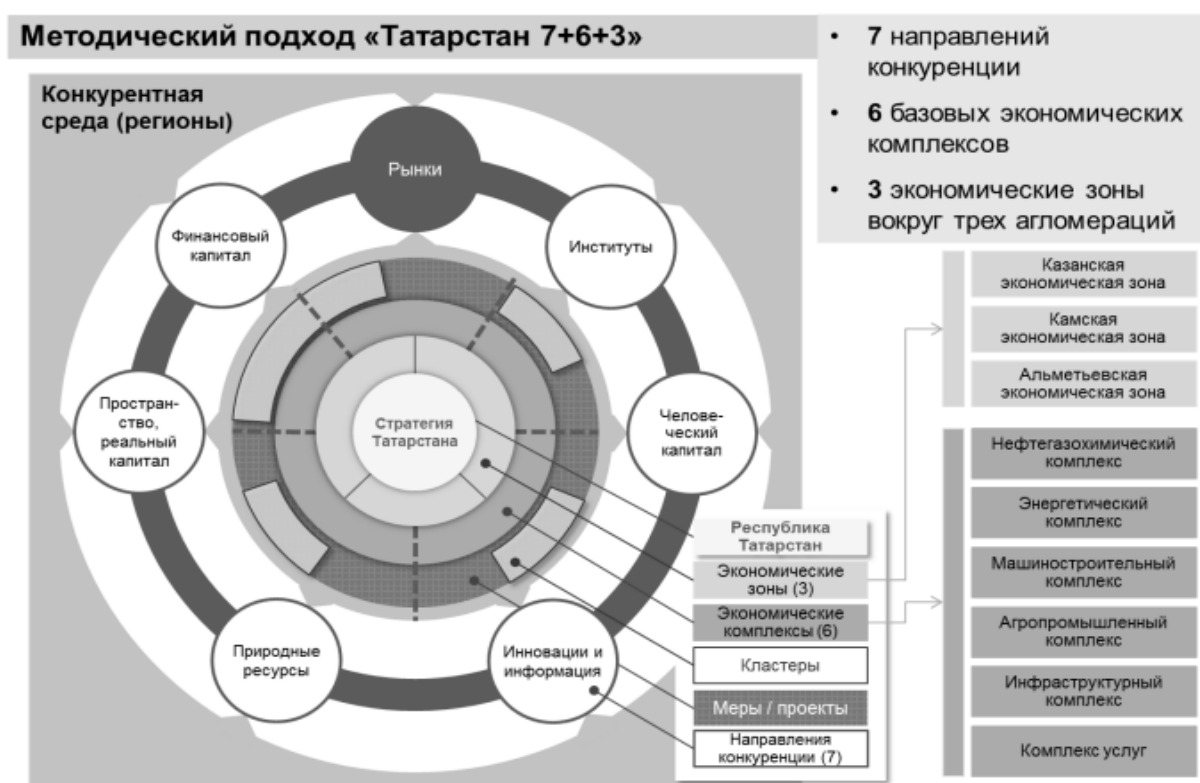 Методический подход «Татарстан 7+6+3»
• 7 направлений
конкуренции
• 6 базовых экономических
комплексов
• 3 экономические зоны
вокруг трех агломераций
Конкурентная
среда (регионы)
Рынки
Финансовый
капитал
Институты
Простран-
ство,
реальный
капитал
Стратегия
Татарстана
Челове-
ческий
капитал
Природные
ресурсы
Инновации и
информация
Республика
Татарстан
Экономические
зоны (3)
Экономические
комплексы (6)
Кластеры
Меры / проекты
Направления
конкуренции (7)
Казанская
экономическая зона
Камская
экономическая зона
Альметьевская
экономическая зона
Нефтегазохимический
комплекс
Энергетический
комплекс
Машиностроительный
комплекс
Агропромышленный
комплекс
Инфраструктурный
комплекс
Комплекс услуг